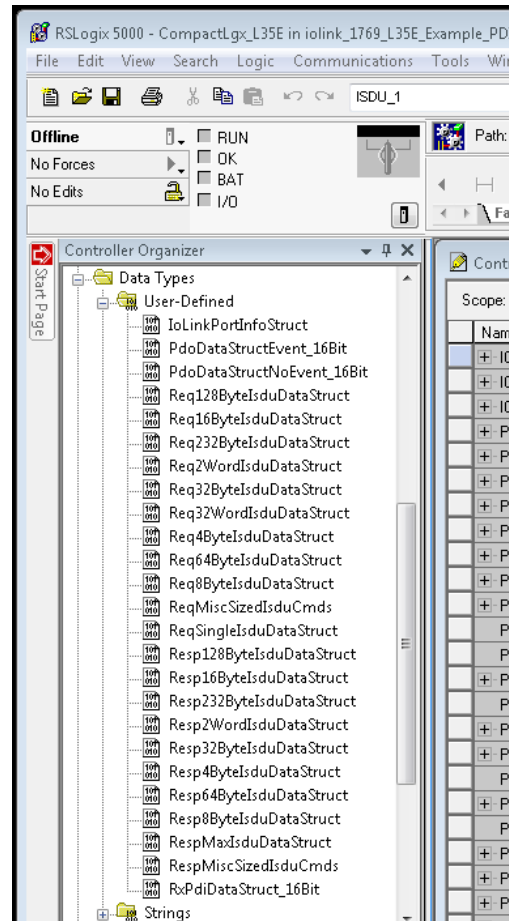 RSLogix 5000 - CompactLgx_L35E in iolink_1769_L35E_Example_PD
File Edit View Search Logic Communications Tools
ISDU_1
Offline
RUN
Path:
No Forces
OK
No Edits
BAT
I/O
Start Page
Controller Organizer
Data Types
User-Defined
IoLinkPortInfoStruct
PdoDataStructEvent_16Bit
PdoDataStructNoEvent_16Bit
Req128ByteIsduDataStruct
Req16ByteIsduDataStruct
Req232ByteIsduDataStruct
Req2WordIsduDataStruct
Req32ByteIsduDataStruct
Req32WordIsduDataStruct
Req4ByteIsduDataStruct
Req64ByteIsduDataStruct
Req8ByteIsduDataStruct
ReqMiscSizedIsduCmds
ReqSingleIsduDataStruct
Resp128ByteIsduDataStruct
Resp16ByteIsduDataStruct
Resp232ByteIsduDataStruct
Resp2WordIsduDataStruct
Resp32ByteIsduDataStruct
Resp4ByteIsduDataStruct
Resp64ByteIsduDataStruct
Resp8ByteIsduDataStruct
RespMaxIsduDataStruct
RespMiscSizedIsduCmds
RxPdiDataStruct_16Bit
Strings
Scope: